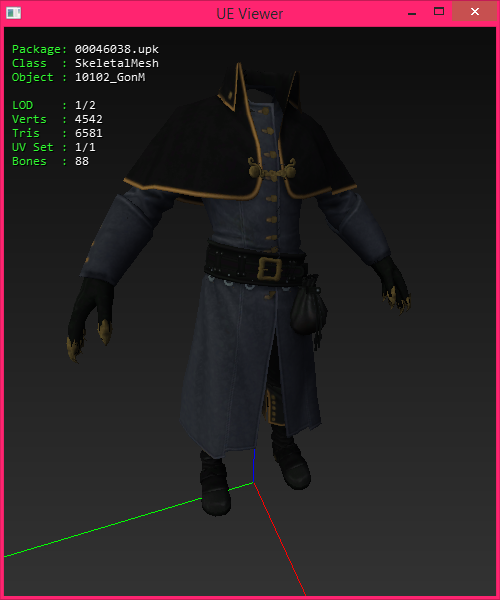 UE Viewer
Package: 00046038.upk
Class : SkeletalMesh
Object : 10102_GonM
LOD : 1/2
Verts : 4542
Tris : 6581
UV Set : 1/1
Bones : 88